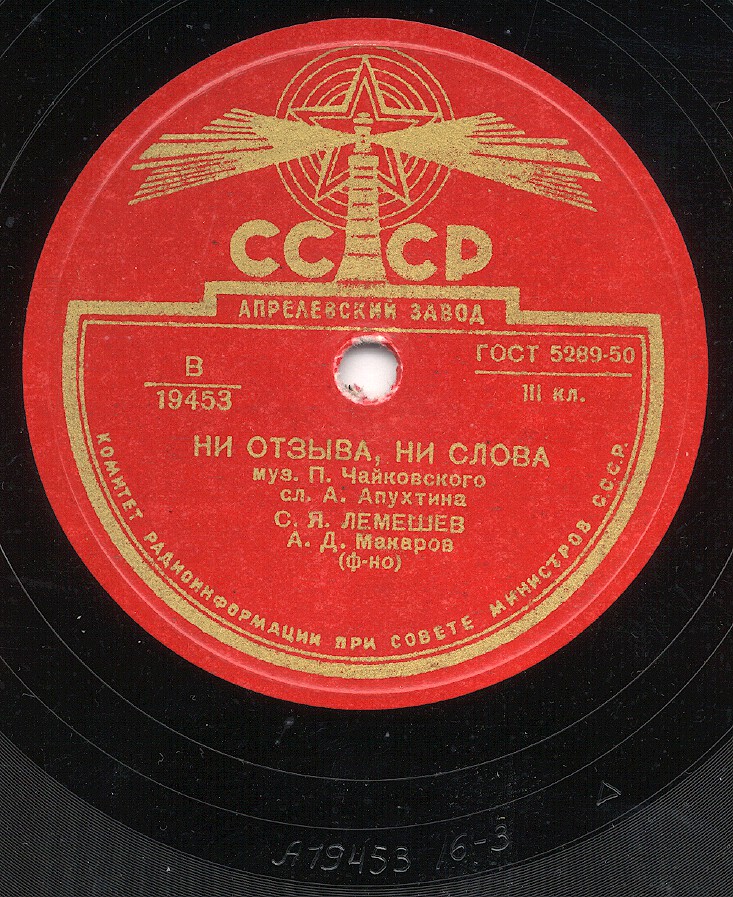 СССР
АПРЕЛЕВСКИЙ ЗАВОД
В
19453
ГОСТ 5289-50
III кл.
НИ ОТЗЫВА, НИ СЛОВА
муз. П. Чайковского
сл. А. Апухтина
С. Я. ЛЕМЕШЕВ
А. Д. Макаров
(ф-но)
КОМИТЕТ РАДИОИНФОРМАЦИИ ПРИ СОВЕТЕ МИНИСТРОВ СССР.
А19453 16-3